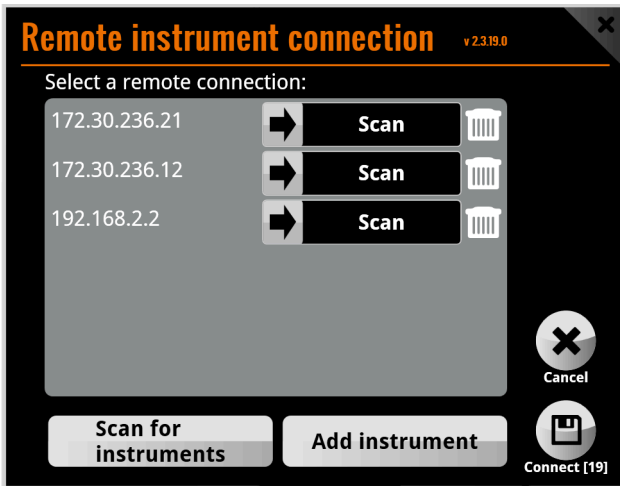 Remote instrument connection v 2.3.19.0
Select a remote connection:
172.30.236.21 Scan
172.30.236.12 Scan
192.168.2.2 Scan
Cancel
Scan for
instruments
Add instrument
Connect [19]